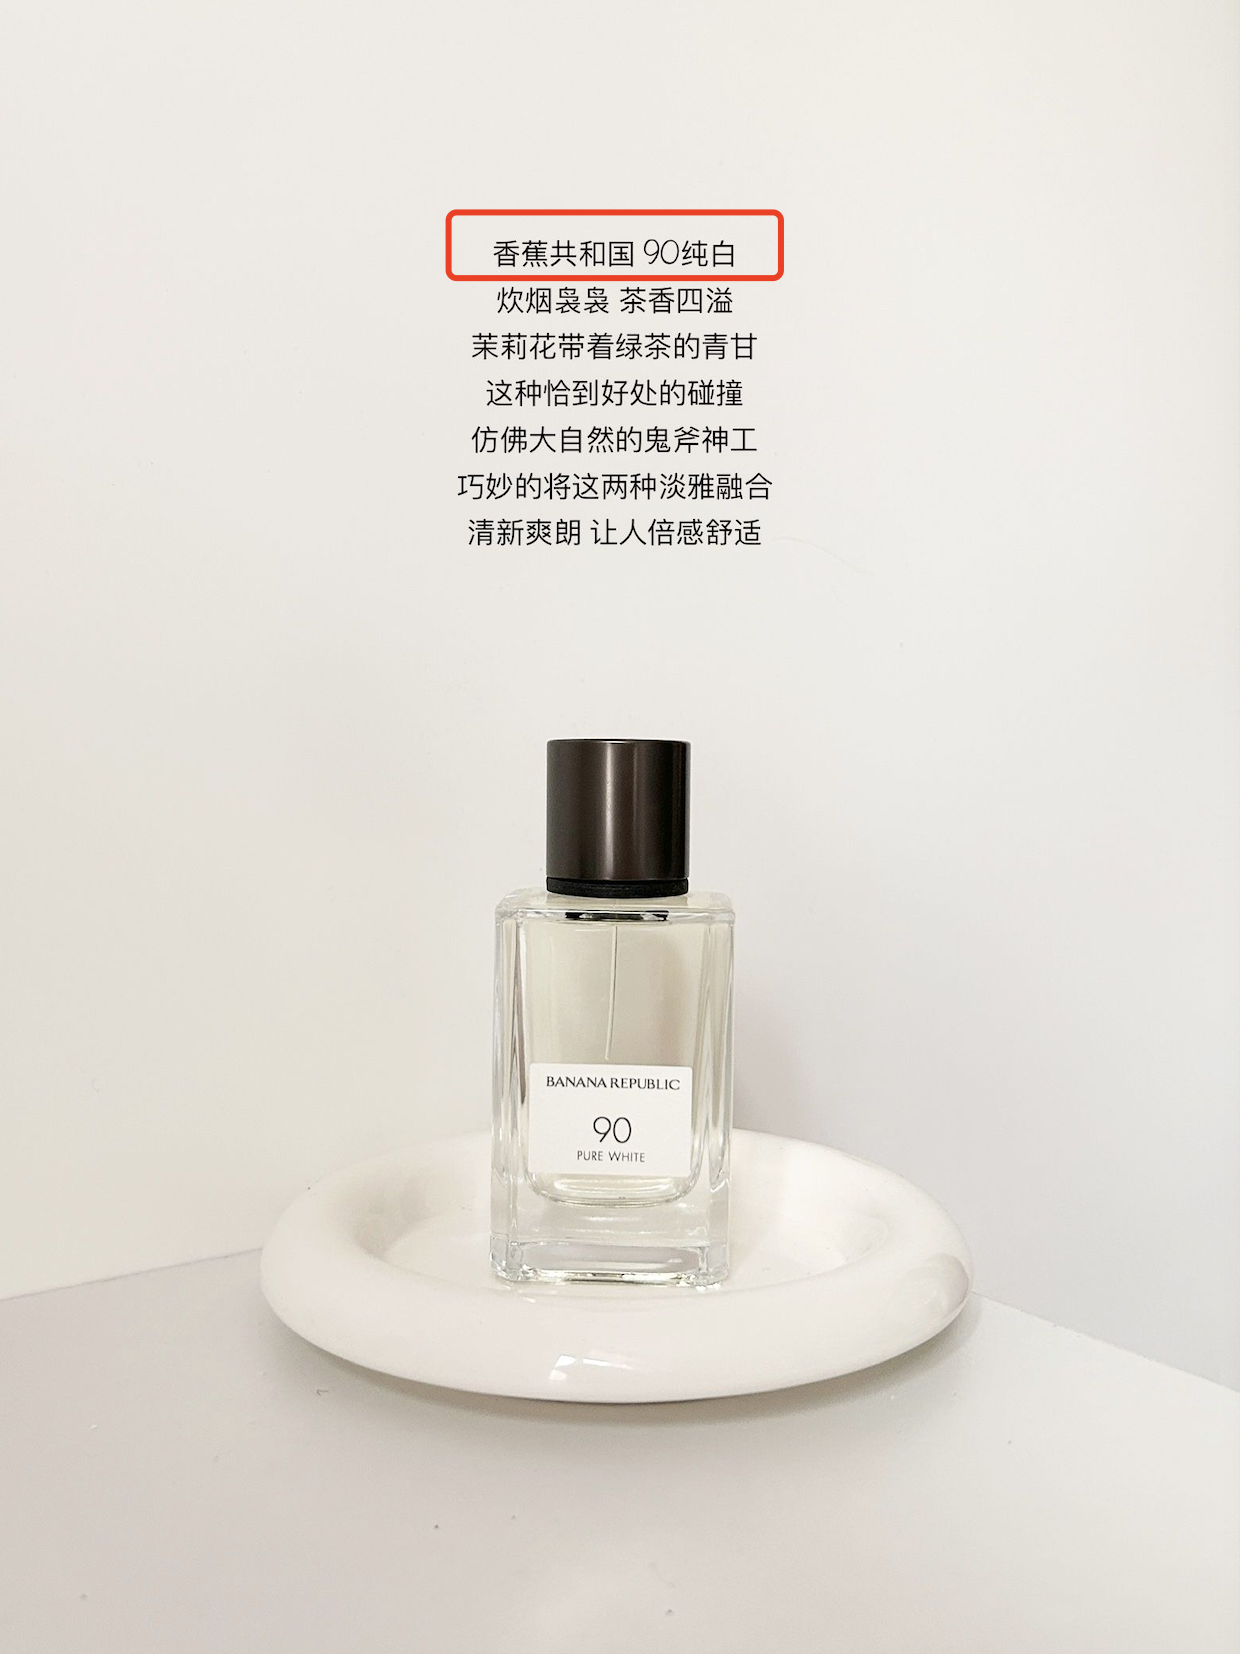 香蕉共和国 90纯白
炊烟袅袅 茶香四溢
茉莉花带着绿茶的青甘
这种恰到好处的碰撞
仿佛大自然的鬼斧神工
巧妙的将这两种淡雅融合
清新爽朗 让人倍感舒适
BANANA REPUBLIC
90
PURE WHITE